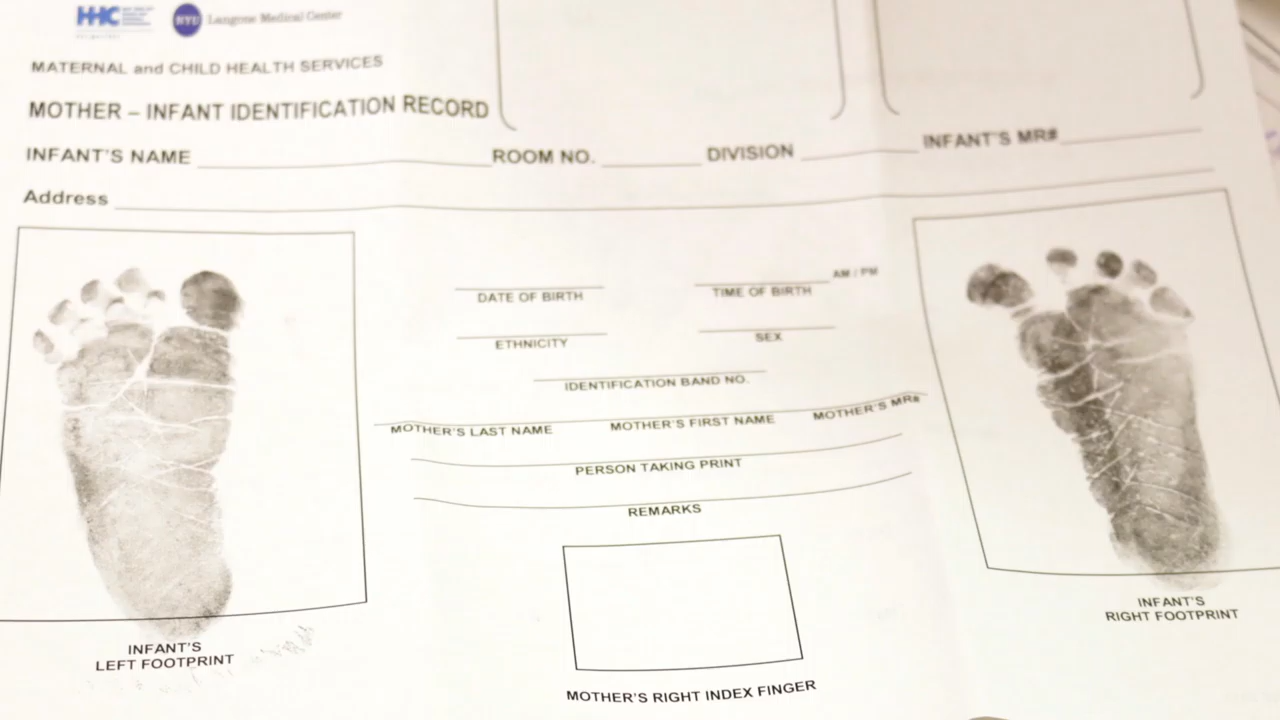 HHC NYU Langone Medical Center
MATERNAL and CHILD HEALTH SERVICES
MOTHER – INFANT IDENTIFICATION RECORD
INFANT'S NAME ROOM NO. DIVISION INFANT'S MR#
Address
AM / PM
DATE OF BIRTH TIME OF BIRTH
ETHNICITY SEX
IDENTIFICATION BAND NO.
MOTHER'S LAST NAME MOTHER'S FIRST NAME MOTHER'S MR#
PERSON TAKING PRINT
REMARKS
INFANT'S
LEFT FOOTPRINT
INFANT'S
RIGHT FOOTPRINT
MOTHER'S RIGHT INDEX FINGER